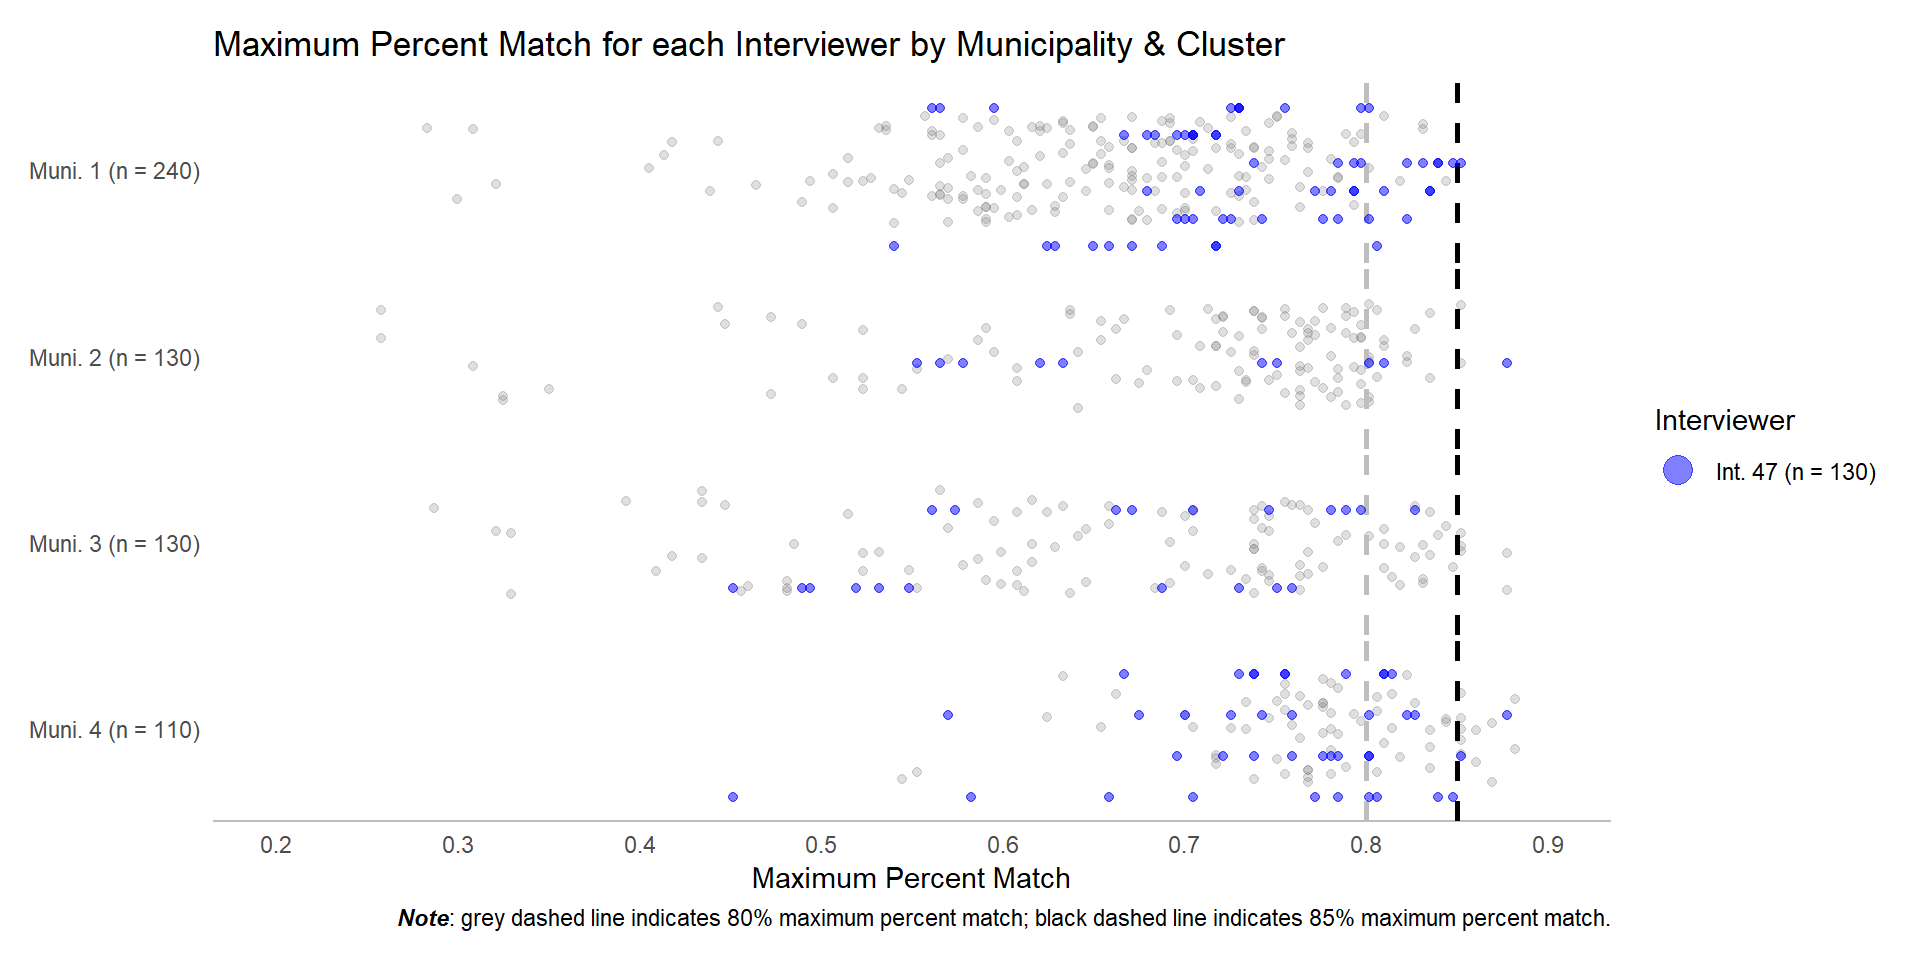 Maximum Percent Match for each Interviewer by Municipality & Cluster
Muni. 1 (n = 240)
Muni. 2 (n = 130)
Muni. 3 (n = 130)
Muni. 4 (n = 110)
Interviewer
Int. 47 (n = 130)
0.2 0.3 0.4 0.5 0.6 0.7 0.8 0.9
Maximum Percent Match
Note: grey dashed line indicates 80% maximum percent match; black dashed line indicates 85% maximum percent match.